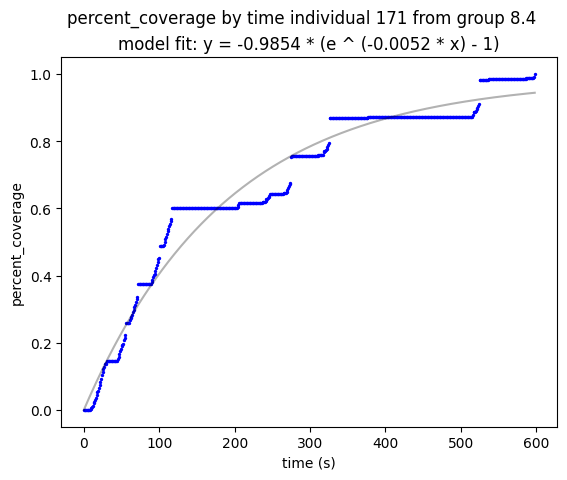 percent_coverage by time individual 171 from group 8.4
model fit: y = -0.9854 * (e ^ (-0.0052 * x) - 1)
1.0
0.8
0.6
0.4
0.2
0.0
percent_coverage
0 100 200 300 400 500 600
time (s)